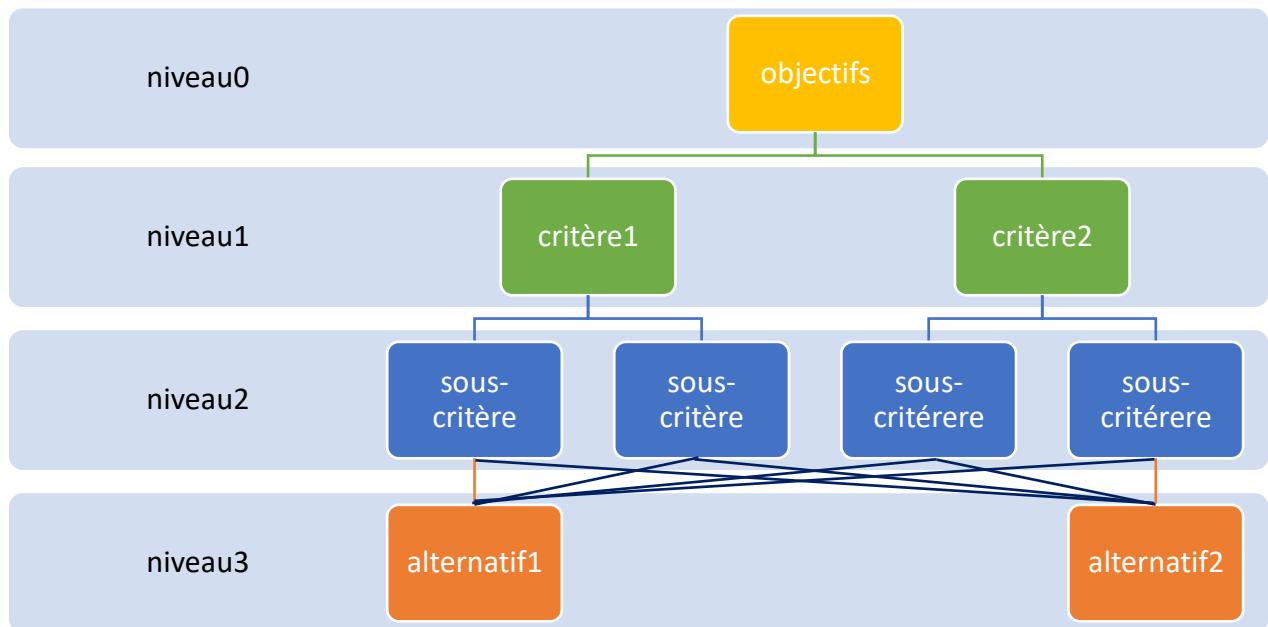 niveau0
objectifs
niveau1
critère1
critère2
niveau2
sous-
critère
sous-
critère
sous-
critérere
sous-
critérere
niveau3
alternatif1
alternatif2